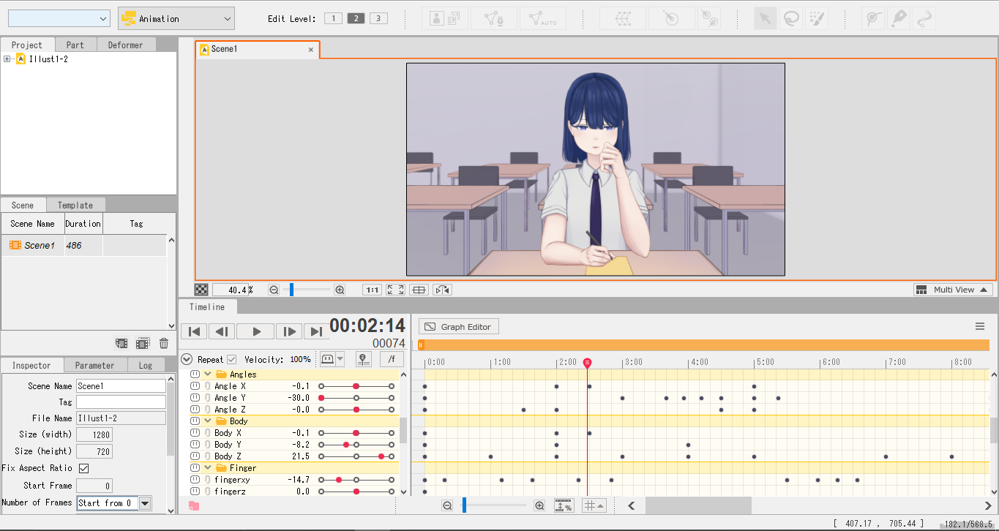 Animation
Edit Level: 1 2 3
AUTO
Project Part Deformer
Illust1-2
Scene1
Scene Template
Scene Name Duration Tag
Scene1 486
40.4%
1:1
Multi View
Timeline
00:02:14
00074
Graph Editor
Repeat Velocity: 100%
/f
0:00 1:00 2:00 3:00 4:00 5:00 6:00 7:00 8:00
Angles
Angle X -0.1
Angle Y -30.0
Angle Z -0.0
Body
Body X -0.1
Body Y -8.2
Body Z 21.5
Finger
fingerxy -14.7
fingerz 0.0
Inspector Parameter Log
Scene Name Scene1
Tag
File Name Illust1-2
Size (width) 1280
Size (height) 720
Fix Aspect Ratio
Start Frame 0
Number of Frames Start from 0
%
[ 407.17 , 705.44 ]
182.1/568.5